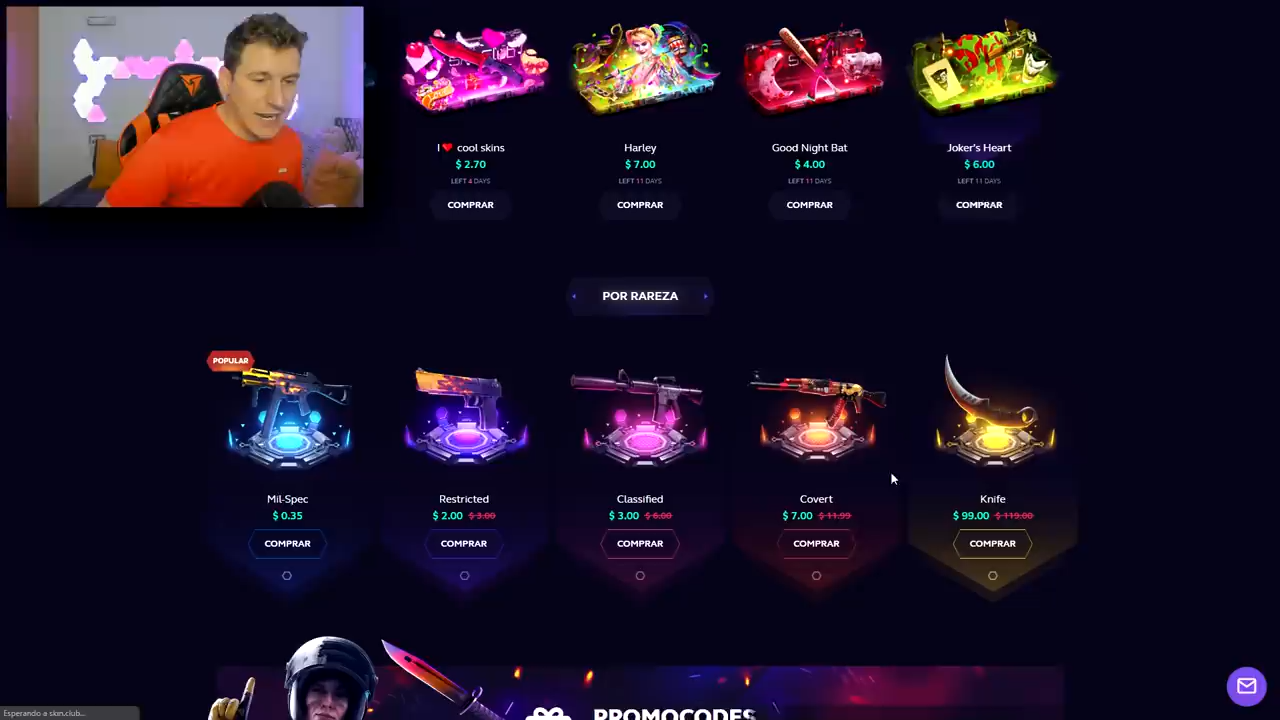 I ❤ cool skins
$ 2.70
LEFT 4 DAYS
COMPRAR
Harley
$ 7.00
LEFT 11 DAYS
COMPRAR
Good Night Bat
$ 4.00
LEFT 11 DAYS
COMPRAR
Joker's Heart
$ 6.00
LEFT 11 DAYS
COMPRAR
POR RAREZA
POPULAR
Mil-Spec
$ 0.35
COMPRAR
Restricted
$ 2.00 $ 3.00
COMPRAR
Classified
$ 3.00 $ 6.00
COMPRAR
Covert
$ 7.00 $ 11.99
COMPRAR
Knife
$ 99.00 $ 119.00
COMPRAR
PROMOCODES
Esperando a skin.club...